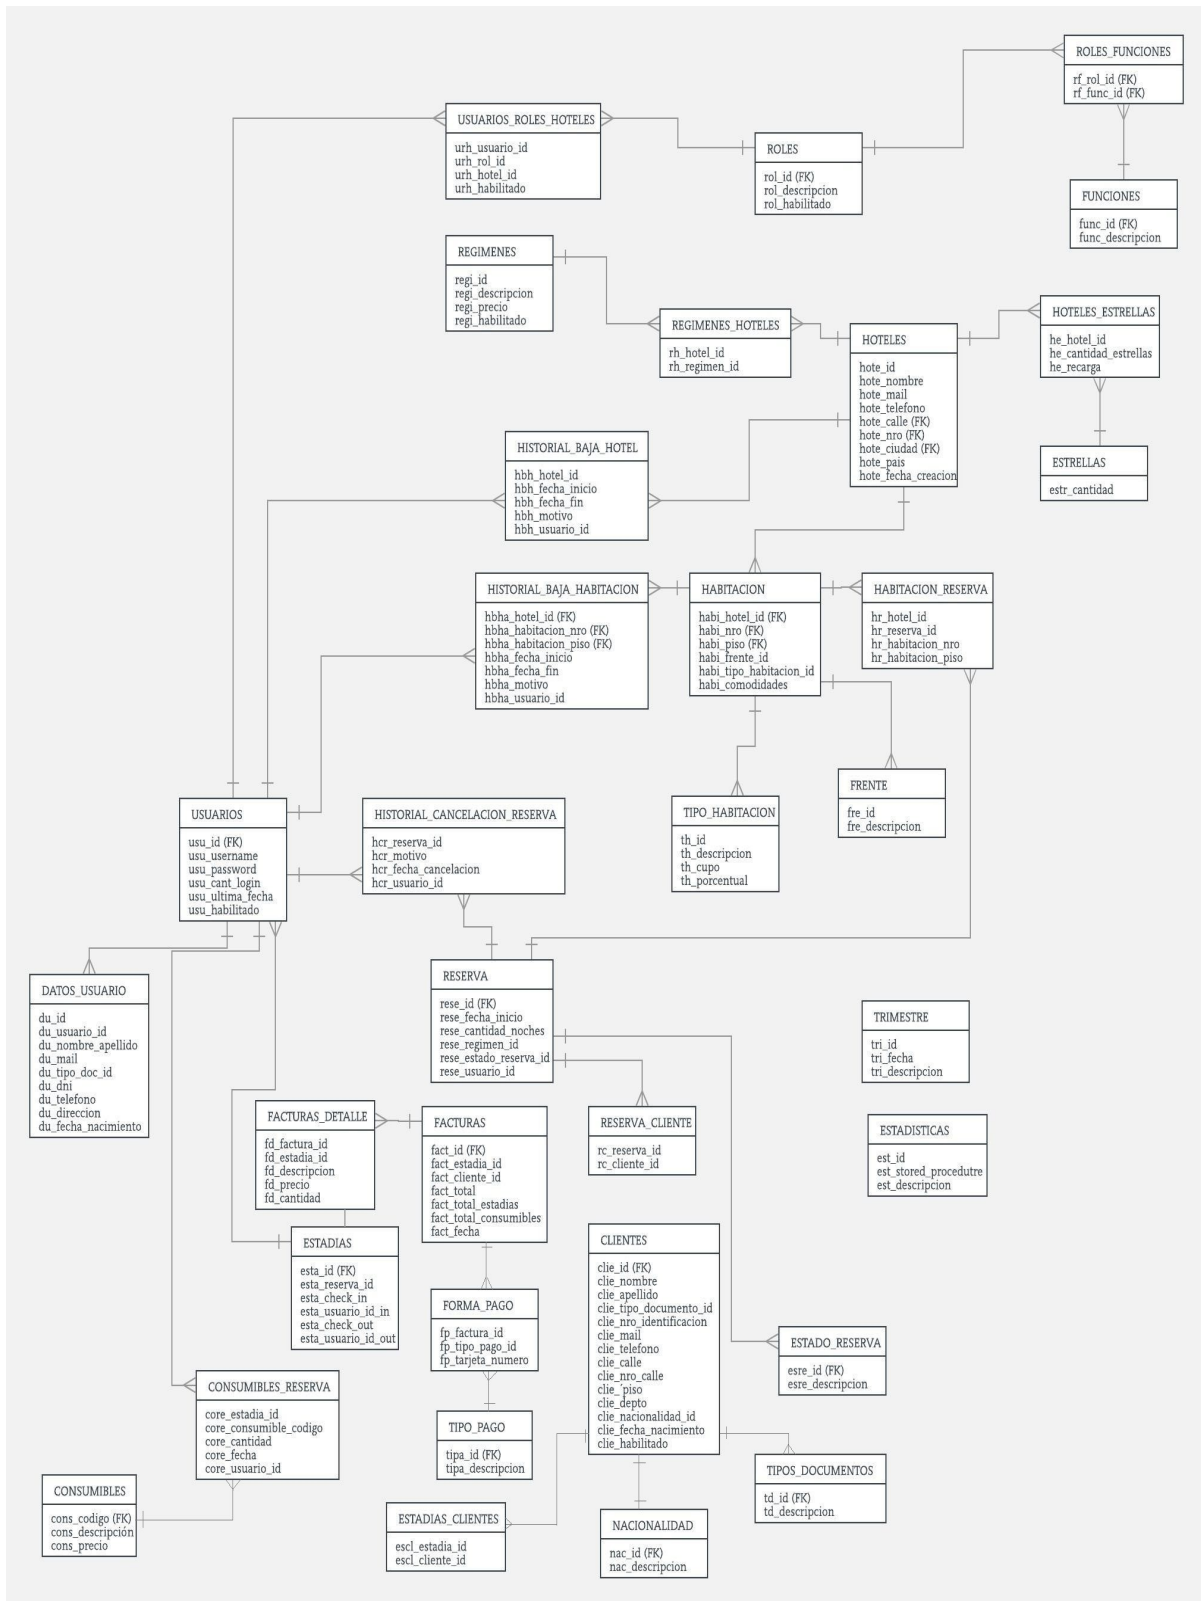 ROLES_FUNCIONES
rf_rol_id (FK)
rf_func_id (FK)
USUARIOS_ROLES_HOTELES
urh_usuario_id
urh_rol_id
urh_hotel_id
urh_habilitado
ROLES
rol_id (FK)
rol_descripcion
rol_habilitado
FUNCIONES
func_id (FK)
func_descripcion
REGIMENES
regi_id
regi_descripcion
regi_precio
regi_habilitado
REGIMENES_HOTELES
rh_hotel_id
rh_regimen_id
HOTELES
hote_id
hote_nombre
hote_mail
hote_telefono
hote_calle (FK)
hote_nro (FK)
hote_ciudad (FK)
hote_pais
hote_fecha_creacion
HOTELES_ESTRELLAS
he_hotel_id
he_cantidad_estrellas
he_recarga
ESTRELLAS
estr_cantidad
HISTORIAL_BAJA_HOTEL
hbh_hotel_id
hbh_fecha_inicio
hbh_fecha_fin
hbh_motivo
hbh_usuario_id
HISTORIAL_BAJA_HABITACION
hbha_hotel_id (FK)
hbha_habitacion_nro (FK)
hbha_habitacion_piso (FK)
hbha_fecha_inicio
hbha_fecha_fin
hbha_motivo
hbha_usuario_id
HABITACION
habi_hotel_id (FK)
habi_nro (FK)
habi_piso (FK)
habi_frente_id
habi_tipo_habitacion_id
habi_comodidades
HABITACION_RESERVA
hr_hotel_id
hr_reserva_id
hr_habitacion_nro
hr_habitacion_piso
FRENTE
fre_id
fre_descripcion
TIPO_HABITACION
th_id
th_descripcion
th_cupo
th_porcentual
USUARIOS
usu_id (FK)
usu_username
usu_password
usu_cant_login
usu_ultima_fecha
usu_habilitado
HISTORIAL_CANCELACION_RESERVA
hcr_reserva_id
hcr_motivo
hcr_fecha_cancelacion
hcr_usuario_id
DATOS_USUARIO
du_id
du_usuario_id
du_nombre_apellido
du_mail
du_tipo_doc_id
du_dni
du_telefono
du_direccion
du_fecha_nacimiento
RESERVA
rese_id (FK)
rese_fecha_inicio
rese_cantidad_noches
rese_regimen_id
rese_estado_reserva_id
rese_usuario_id
TRIMESTRE
tri_id
tri_fecha
tri_descripcion
FACTURAS_DETALLE
fd_factura_id
fd_estadia_id
fd_descripcion
fd_precio
fd_cantidad
FACTURAS
fact_id (FK)
fact_estadia_id
fact_cliente_id
fact_total
fact_total_estadias
fact_total_consumibles
fact_fecha
RESERVA_CLIENTE
rc_reserva_id
rc_cliente_id
ESTADISTICAS
est_id
est_stored_procedutre
est_descripcion
ESTADIAS
esta_id (FK)
esta_reserva_id
esta_check_in
esta_usuario_id_in
esta_check_out
esta_usuario_id_out
FORMA_PAGO
fp_factura_id
fp_tipo_pago_id
fp_tarjeta_numero
CLIENTES
clie_id (FK)
clie_nombre
clie_apellido
clie_tipo_documento_id
clie_nro_identificacion
clie_mail
clie_telefono
clie_calle
clie_nro_calle
clie_´piso
clie_depto
clie_nacionalidad_id
clie_fecha_nacimiento
clie_habilitado
ESTADO_RESERVA
esre_id (FK)
esre_descripcion
CONSUMIBLES_RESERVA
core_estadia_id
core_consumible_codigo
core_cantidad
core_fecha
core_usuario_id
TIPO_PAGO
tipa_id (FK)
tipa_descripcion
TIPOS_DOCUMENTOS
td_id (FK)
td_descripcion
CONSUMIBLES
cons_codigo (FK)
cons_descripción
cons_precio
ESTADIAS_CLIENTES
escl_estadia_id
escl_cliente_id
NACIONALIDAD
nac_id (FK)
nac_descripcion